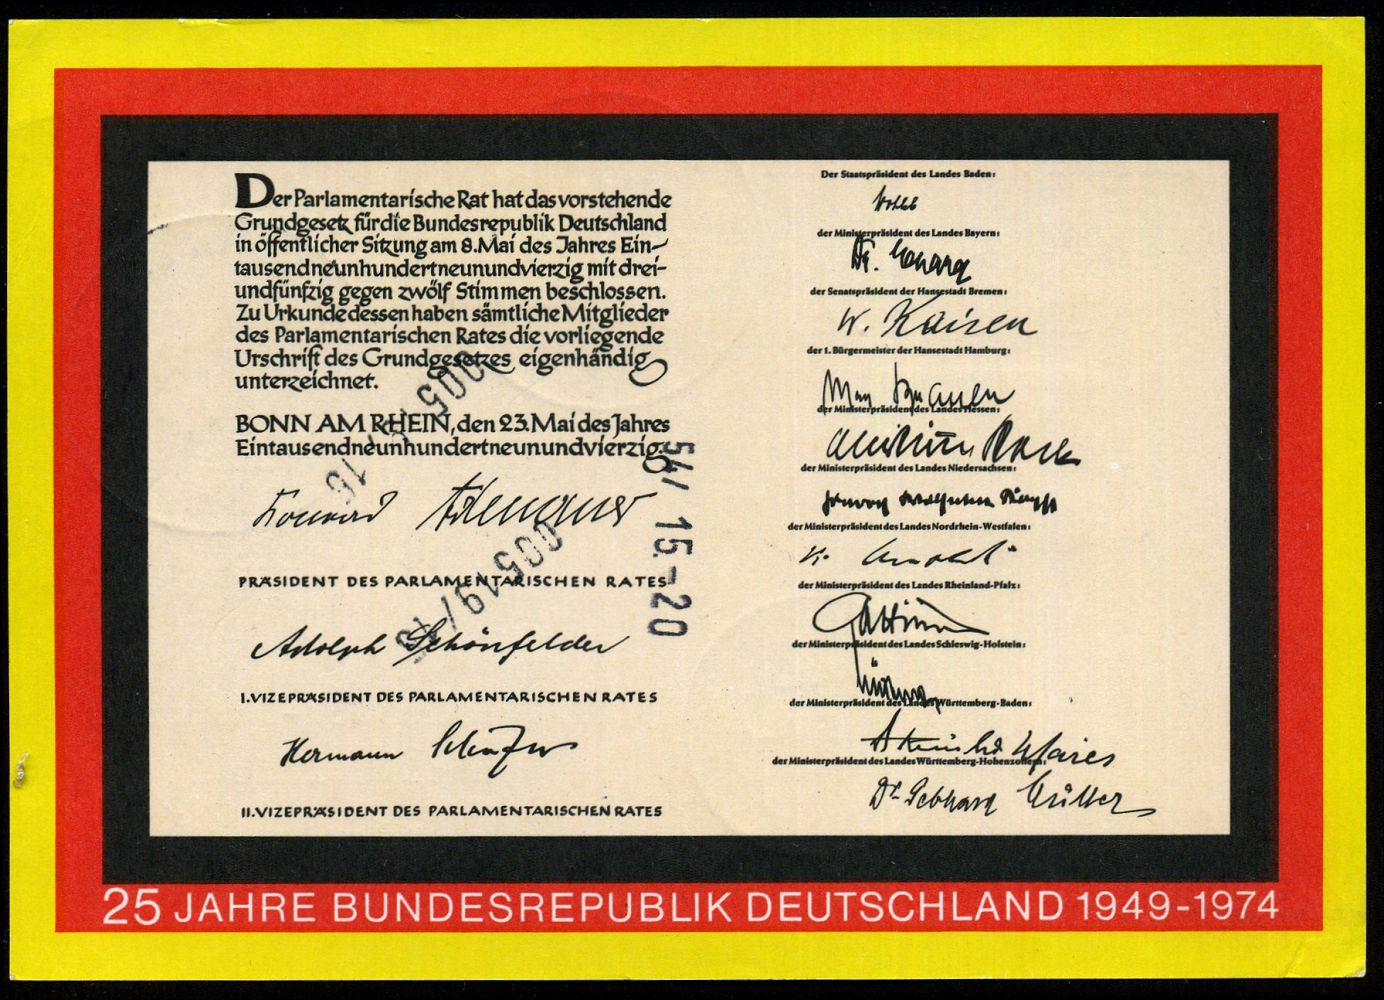 Der Parlamentarische Rat hat das vorstehende
Grundgesetz für die Bundesrepublik Deutschland
in öffentlicher Sitzung am 8. Mai des Jahres Ein-
tausendneunhundertneunundvierzig mit drei-
undfünfzig gegen zwölf Stimmen beschlossen.
Zu Urkunde dessen haben sämtliche Mitglieder
des Parlamentarischen Rates die vorliegende
Urschrift des Grundgesetzes eigenhändig
unterzeichnet.
BONN AM RHEIN, den 23. Mai des Jahres
Eintausendneunhundertneunundvierzig:
Konrad Adenauer
PRÄSIDENT DES PARLAMENTARISCHEN RATES
Adolph Schönfelder
I. VIZEPRÄSIDENT DES PARLAMENTARISCHEN RATES
Hermann Schäfer
II. VIZEPRÄSIDENT DES PARLAMENTARISCHEN RATES
54/ 15.-20
Der Staatspräsident des Landes Baden:
der Ministerpräsident des Landes Bayern:
Dr. Ehard
der Senatspräsident der Hansestadt Bremen:
W. Kaisen
der 1. Bürgermeister der Hansestadt Hamburg:
Max Brauer
der Ministerpräsident des Landes Hessen:
Christian Stock
der Ministerpräsident des Landes Niedersachsen:
der Ministerpräsident des Landes Nordrhein-Westfalen:
K. Arnold
der Ministerpräsident des Landes Rheinland-Pfalz:
Altmeier
der Ministerpräsident des Landes Schleswig-Holstein:
der Ministerpräsident des Landes Württemberg-Baden:
Reinhold Maier
der Ministerpräsident des Landes Württemberg-Hohenzollern:
Dr. Gebhard Müller
25 JAHRE BUNDESREPUBLIK DEUTSCHLAND 1949-1974